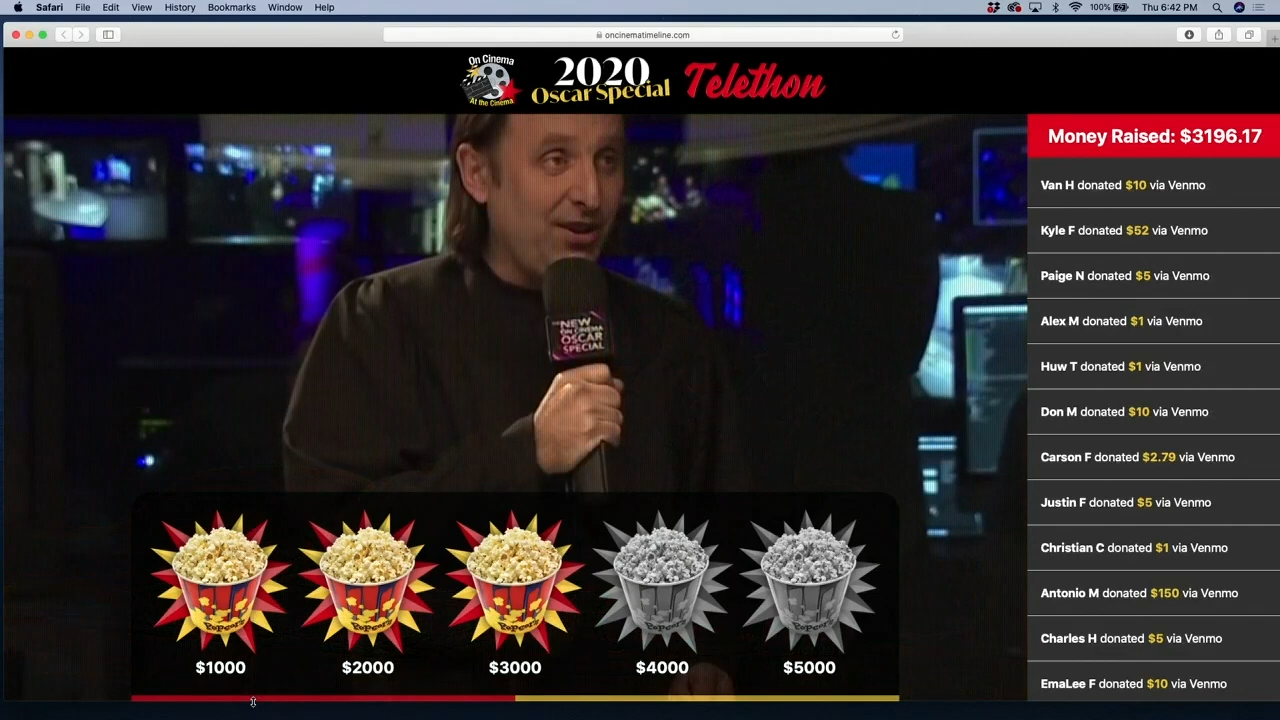 Safari File Edit View History Bookmarks Window Help 100% Thu 6:42 PM
oncinematimeline.com
On Cinema
At the Cinema
2020
Oscar Special
Telethon
Money Raised: $3196.17
Van H donated $10 via Venmo
Kyle F donated $52 via Venmo
Paige N donated $5 via Venmo
Alex M donated $1 via Venmo
Huw T donated $1 via Venmo
Don M donated $10 via Venmo
Carson F donated $2.79 via Venmo
Justin F donated $5 via Venmo
Christian C donated $1 via Venmo
Antonio M donated $150 via Venmo
Charles H donated $5 via Venmo
EmaLee F donated $10 via Venmo
NEW
ON CINEMA
OSCAR
SPECIAL
Popcorn Popcorn Popcorn Popcorn Popcorn
$1000 $2000 $3000 $4000 $5000